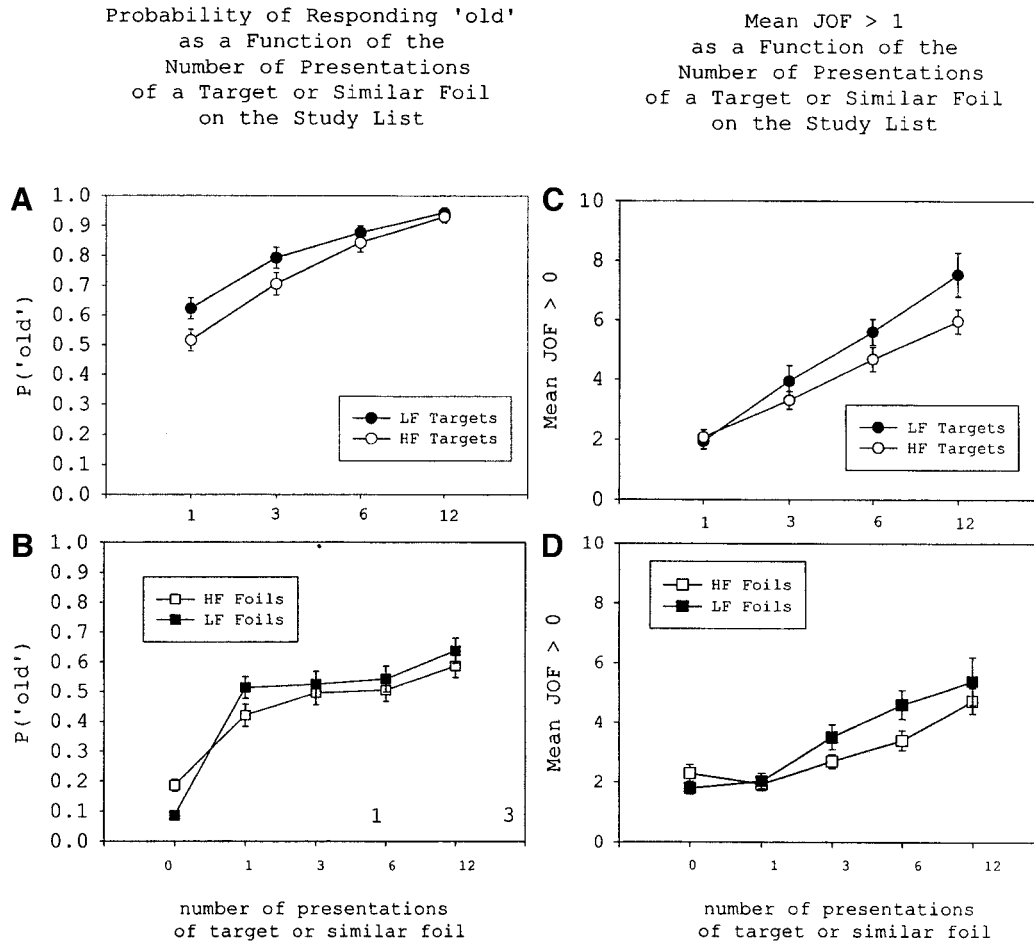 Probability of Responding 'old'
as a Function of the
Number of Presentations
of a Target or Similar Foil
on the Study List
Mean JOF > 1
as a Function of the
Number of Presentations
of a Target or Similar Foil
on the Study List
A
P('old')
1.0
0.9
0.8
0.7
0.6
0.5
0.4
0.3
0.2
0.1
0.0
LF Targets
HF Targets
1 3 6 12
C
Mean JOF > 0
10
8
6
4
2
0
LF Targets
HF Targets
1 3 6 12
B
P('old')
1.0
0.9
0.8
0.7
0.6
0.5
0.4
0.3
0.2
0.1
0.0
HF Foils
LF Foils
1 3
0 1 3 6 12
number of presentations
of target or similar foil
D
Mean JOF > 0
10
8
6
4
2
0
HF Foils
LF Foils
0 1 3 6 12
number of presentations
of target or similar foil